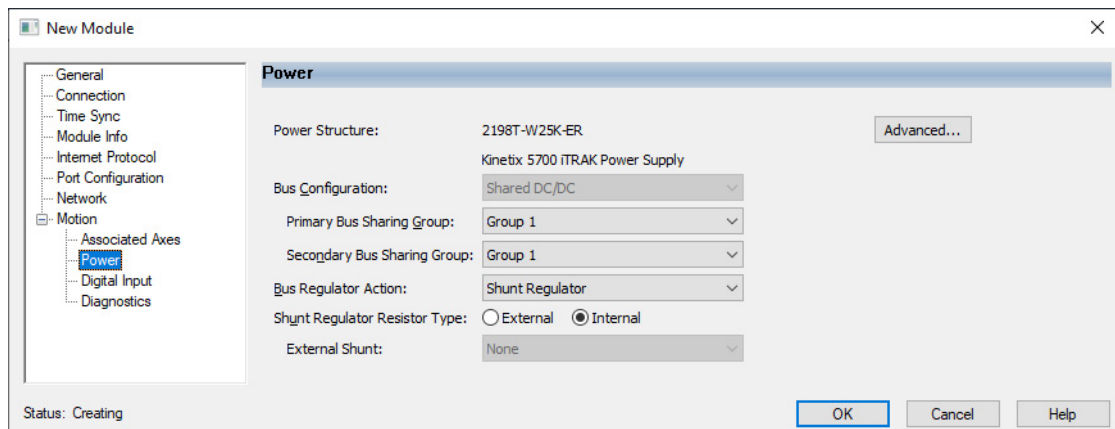 New Module
General
Connection
Time Sync
Module Info
Internet Protocol
Port Configuration
Network
Motion
Associated Axes
Power
Digital Input
Diagnostics
Power
Power Structure: 2198T-W25K-ER Advanced...
Kinetix 5700 iTRAK Power Supply
Bus Configuration: Shared DC/DC
Primary Bus Sharing Group: Group 1
Secondary Bus Sharing Group: Group 1
Bus Regulator Action: Shunt Regulator
Shunt Regulator Resistor Type: External Internal
External Shunt: None
Status: Creating OK Cancel Help